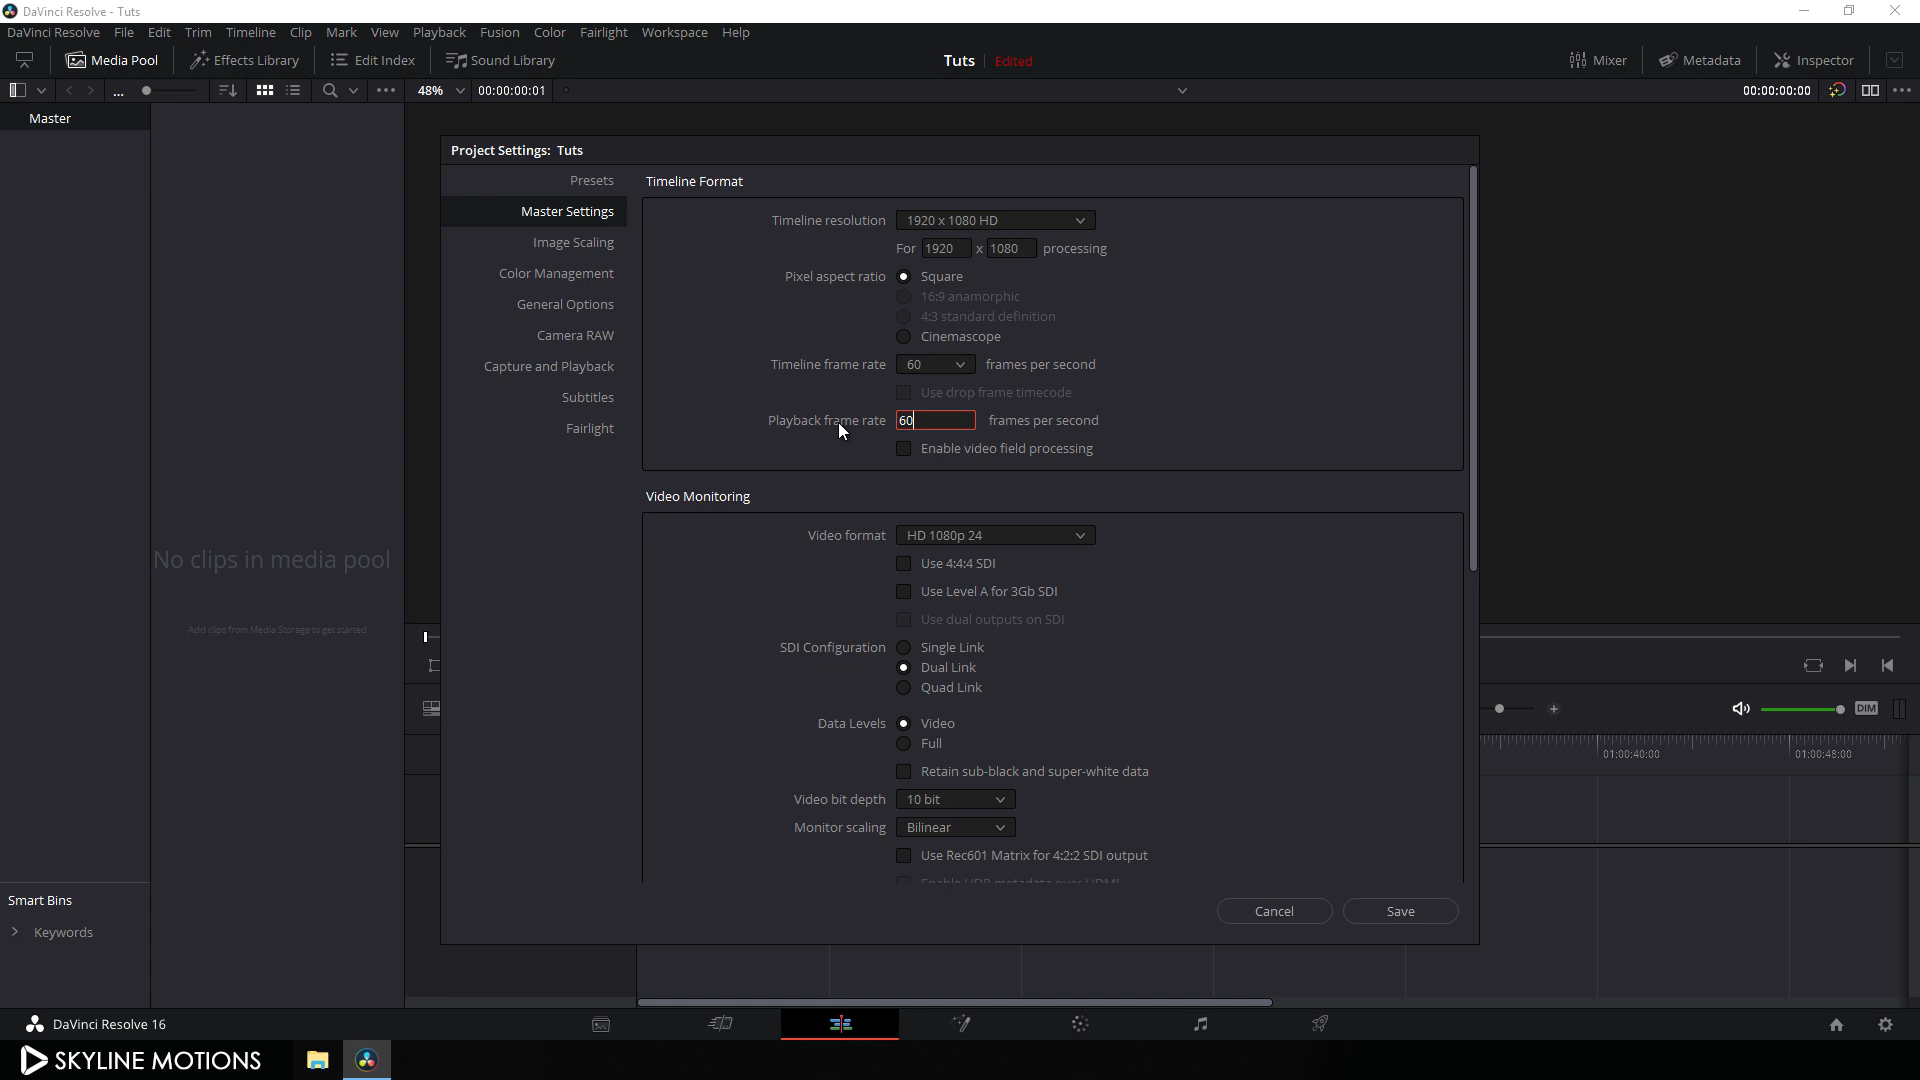 DaVinci Resolve - Tuts
DaVinci Resolve File Edit Trim Timeline Clip Mark View Playback Fusion Color Fairlight Workspace Help
Media Pool Effects Library Edit Index Sound Library Tuts Edited Mixer Metadata Inspector
... 48% 00:00:00:01 00:00:00:00
Master
Project Settings: Tuts
Presets
Master Settings
Image Scaling
Color Management
General Options
Camera RAW
Capture and Playback
Subtitles
Fairlight
Timeline Format
Timeline resolution 1920 x 1080 HD
For 1920 x 1080 processing
Pixel aspect ratio Square
16:9 anamorphic
4:3 standard definition
Cinemascope
Timeline frame rate 60 frames per second
Use drop frame timecode
Playback frame rate 60 frames per second
Enable video field processing
Video Monitoring
Video format HD 1080p 24
Use 4:4:4 SDI
Use Level A for 3Gb SDI
Use dual outputs on SDI
SDI Configuration Single Link
Dual Link
Quad Link
Data Levels Video
Full
Retain sub-black and super-white data
Video bit depth 10 bit
Monitor scaling Bilinear
Use Rec601 Matrix for 4:2:2 SDI output
Enable HDR metadata over HDMI
Cancel Save
No clips in media pool
Add clips from Media Storage to get started
DIM
01:00:40:00 01:00:48:00
Smart Bins
Keywords
DaVinci Resolve 16
SKYLINE MOTIONS